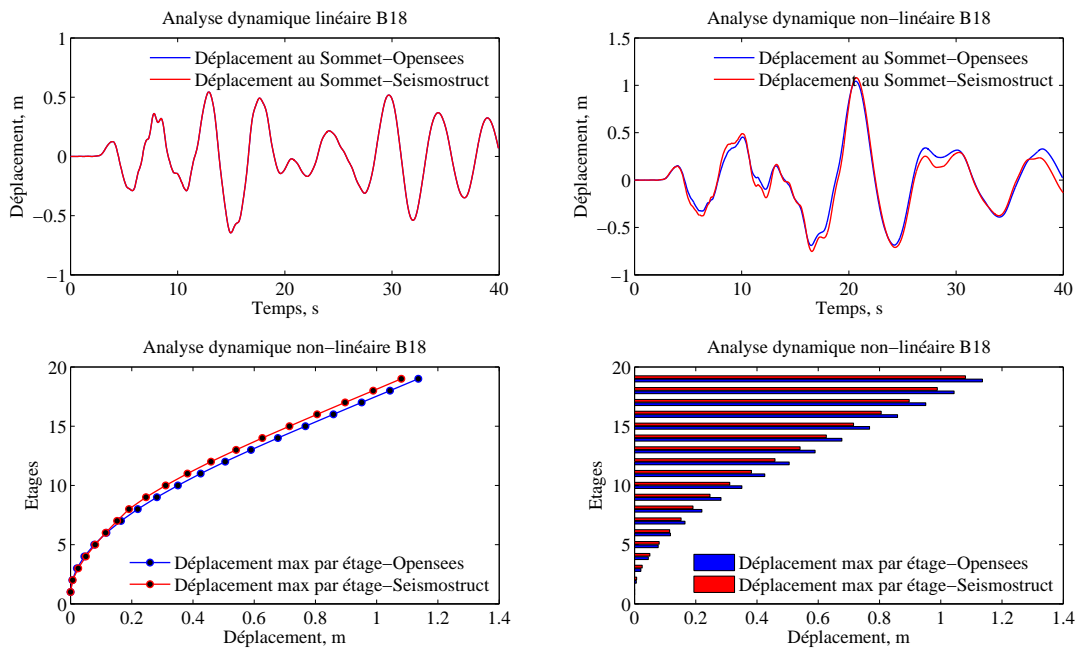 Analyse dynamique linéaire B18
1
0.5
0
−0.5
−1
0
10
20
30
40
Déplacement, m
Temps, s
Déplacement au Sommet−Opensees
Déplacement au Sommet−Seismostruct
Analyse dynamique non−linéaire B18
1.5
1
0.5
0
−0.5
−1
0
10
20
30
40
Déplacement, m
Temps, s
Déplacement au Sommet−Opensees
Déplacement au Sommet−Seismostruct
Analyse dynamique non−linéaire B18
20
15
10
5
0
0
0.2
0.4
0.6
0.8
1
1.2
1.4
Etages
Déplacement, m
Déplacement max par étage−Opensees
Déplacement max par étage−Seismostruct
Analyse dynamique non−linéaire B18
20
15
10
5
0
0
0.2
0.4
0.6
0.8
1
1.2
1.4
Etages
Déplacement, m
Déplacement max par étage−Opensees
Déplacement max par étage−Seismostruct